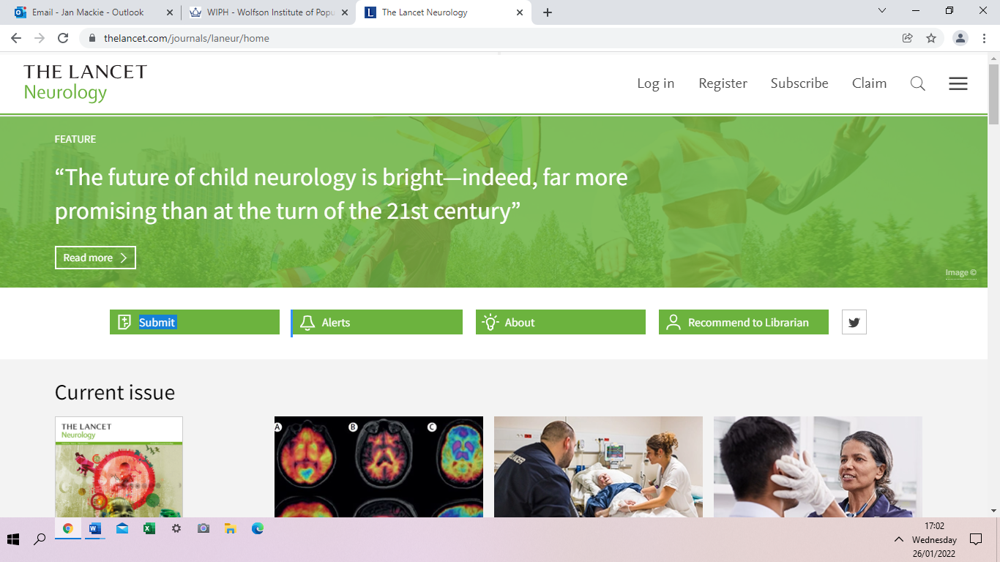 Email - Jan Mackie - Outlook
WIPH - Wolfson Institute of Popu
The Lancet Neurology
thelancet.com/journals/laneur/home
THE LANCET
Neurology
Log in
Register
Subscribe
Claim
FEATURE
“The future of child neurology is bright—indeed, far more
promising than at the turn of the 21st century”
Read more
Image ©
Submit
Alerts
About
Recommend to Librarian
Current issue
THE LANCET
Neurology
A
B
C
17:02
Wednesday
26/01/2022